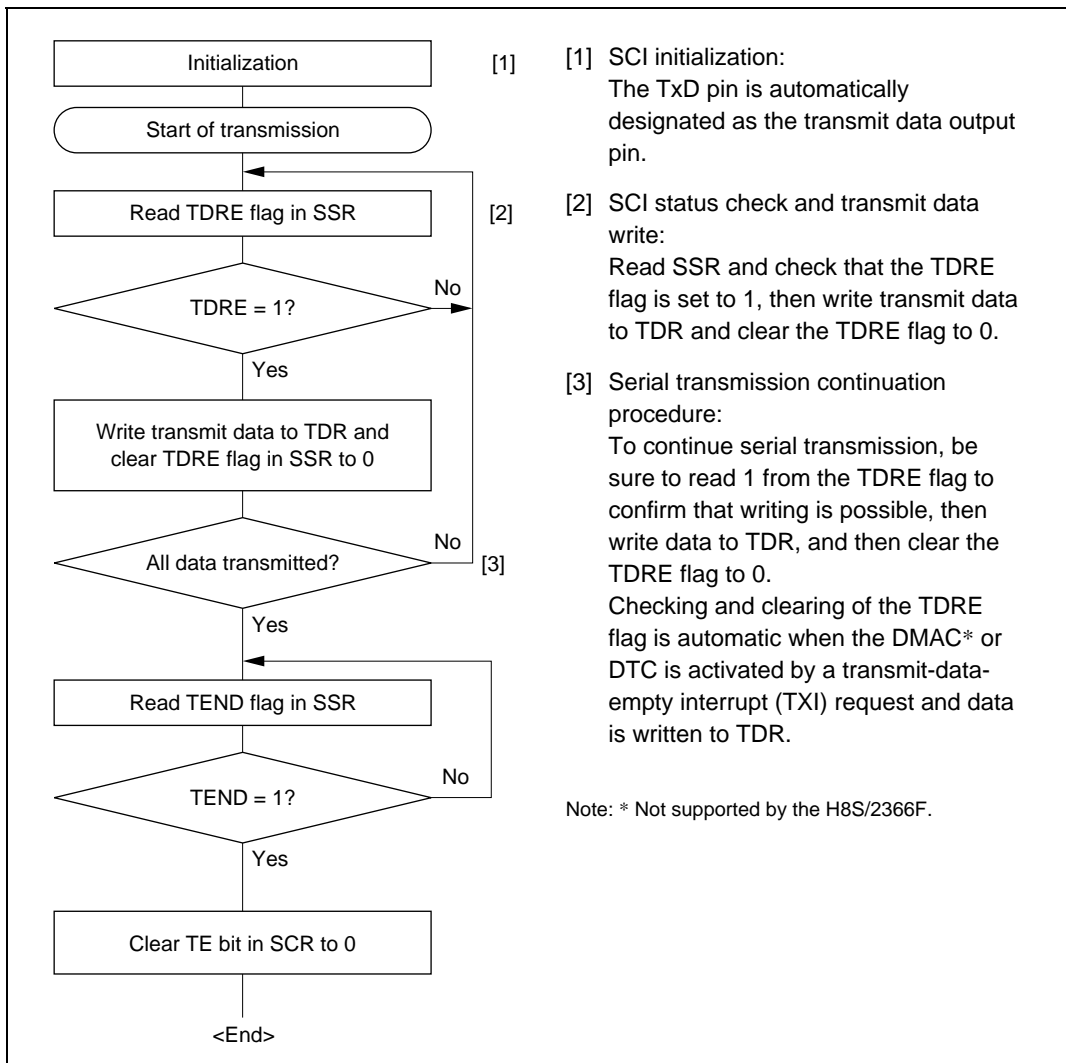 Initialization
[1]
Start of transmission
Read TDRE flag in SSR
[2]
TDRE = 1?
No
Yes
Write transmit data to TDR and
clear TDRE flag in SSR to 0
All data transmitted?
No
[3]
Yes
Read TEND flag in SSR
TEND = 1?
No
Yes
Clear TE bit in SCR to 0
<End>
[1] SCI initialization:
The TxD pin is automatically
designated as the transmit data output
pin.
[2] SCI status check and transmit data
write:
Read SSR and check that the TDRE
flag is set to 1, then write transmit data
to TDR and clear the TDRE flag to 0.
[3] Serial transmission continuation
procedure:
To continue serial transmission, be
sure to read 1 from the TDRE flag to
confirm that writing is possible, then
write data to TDR, and then clear the
TDRE flag to 0.
Checking and clearing of the TDRE
flag is automatic when the DMAC* or
DTC is activated by a transmit-data-
empty interrupt (TXI) request and data
is written to TDR.
Note: * Not supported by the H8S/2366F.